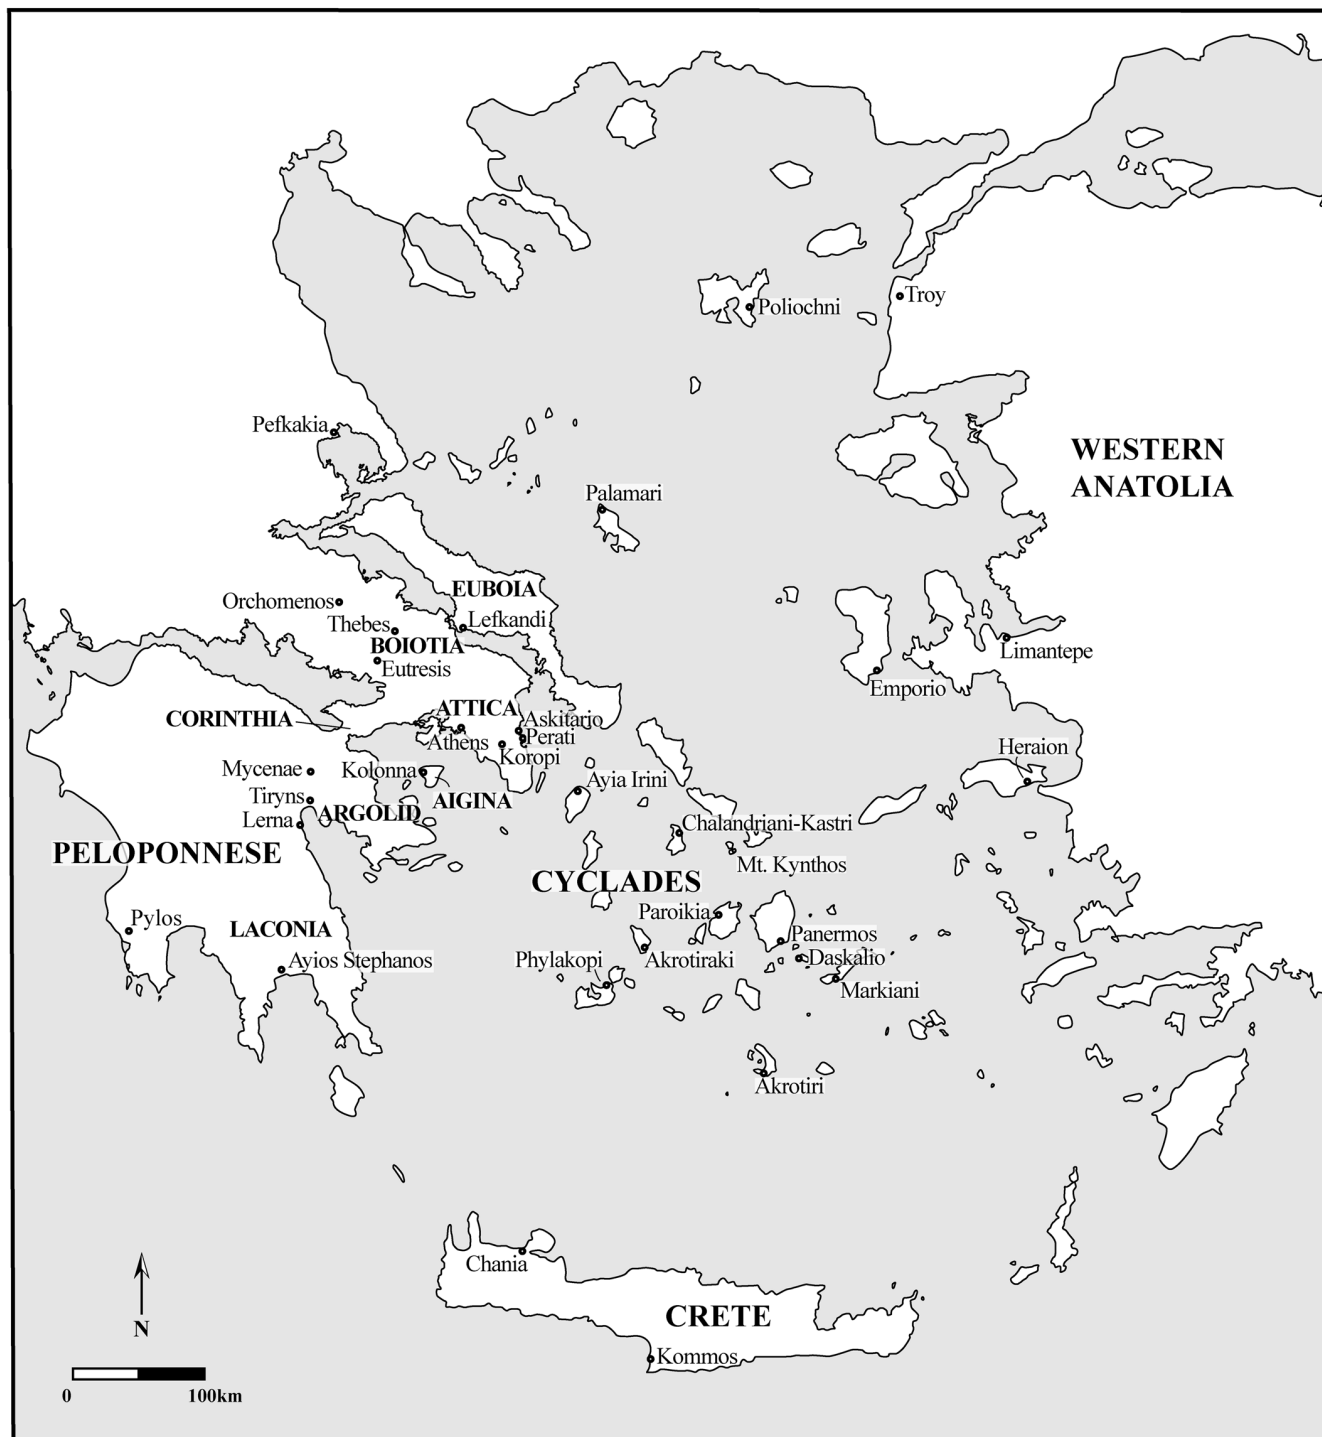 Troy
Poliochni
Pefkakia
WESTERN
ANATOLIA
Palamari
EUBOIA
Orchomenos
Lefkandi
Thebes
BOIOTIA
Eutresis
Limantepe
Emporio
ATTICA
CORINTHIA
Askitario
Perati
Athens
Koropi
Heraion
Mycenae
Kolonna
Ayia Irini
Tiryns
AIGINA
ARGOLID
Lerna
Chalandriani-Kastri
PELOPONNESE
Mt. Kynthos
CYCLADES
Paroikia
Pylos
LACONIA
Panermos
Akrotiraki
Daskalio
Phylakopi
Ayios Stephanos
Markiani
Akrotiri
Chania
CRETE
N
Kommos
0 100km